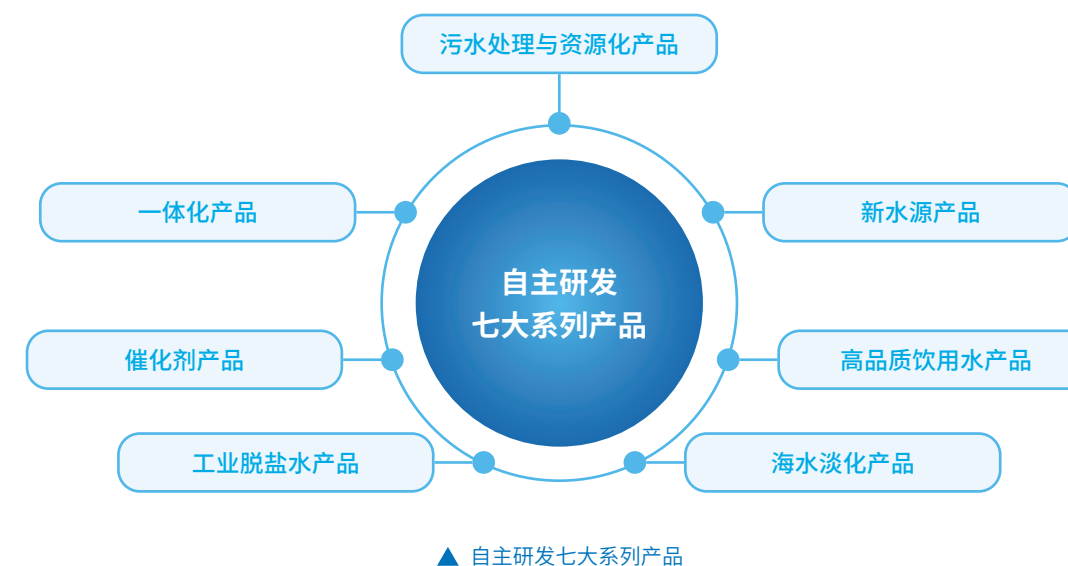 污水处理与资源化产品
一体化产品
新水源产品
自主研发
七大系列产品
催化剂产品
高品质饮用水产品
工业脱盐水产品
海水淡化产品
▲ 自主研发七大系列产品